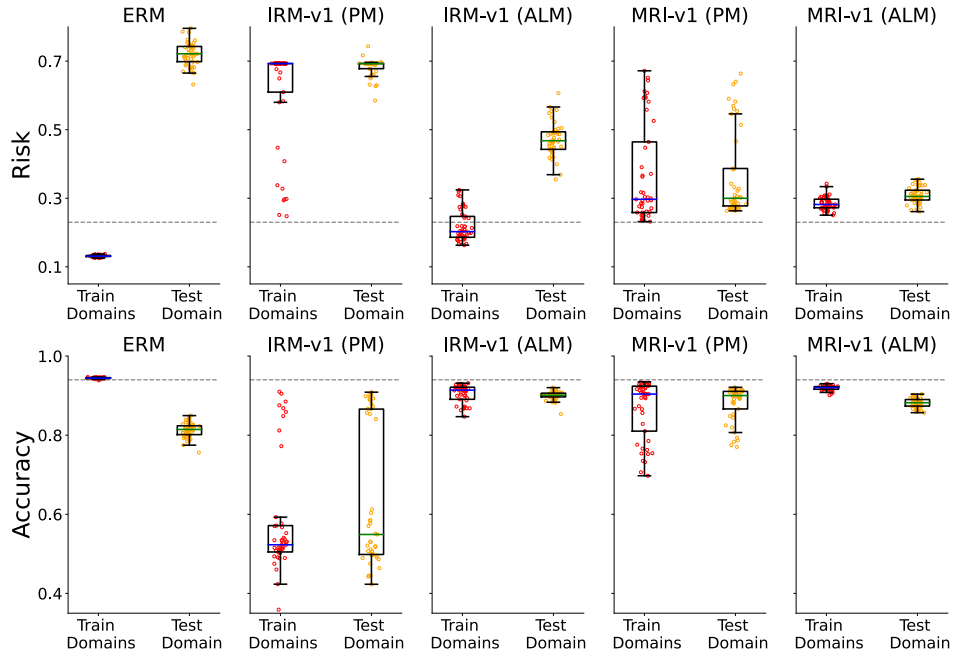 ERM
IRM-v1 (PM)
IRM-v1 (ALM)
MRI-v1 (PM)
MRI-v1 (ALM)
Risk
0.7
0.5
0.3
0.1
Train
Domains
Test
Domain
Train
Domains
Test
Domain
Train
Domains
Test
Domain
Train
Domains
Test
Domain
Train
Domains
Test
Domain
ERM
IRM-v1 (PM)
IRM-v1 (ALM)
MRI-v1 (PM)
MRI-v1 (ALM)
Accuracy
1.0
0.8
0.6
0.4
Train
Domains
Test
Domain
Train
Domains
Test
Domain
Train
Domains
Test
Domain
Train
Domains
Test
Domain
Train
Domains
Test
Domain